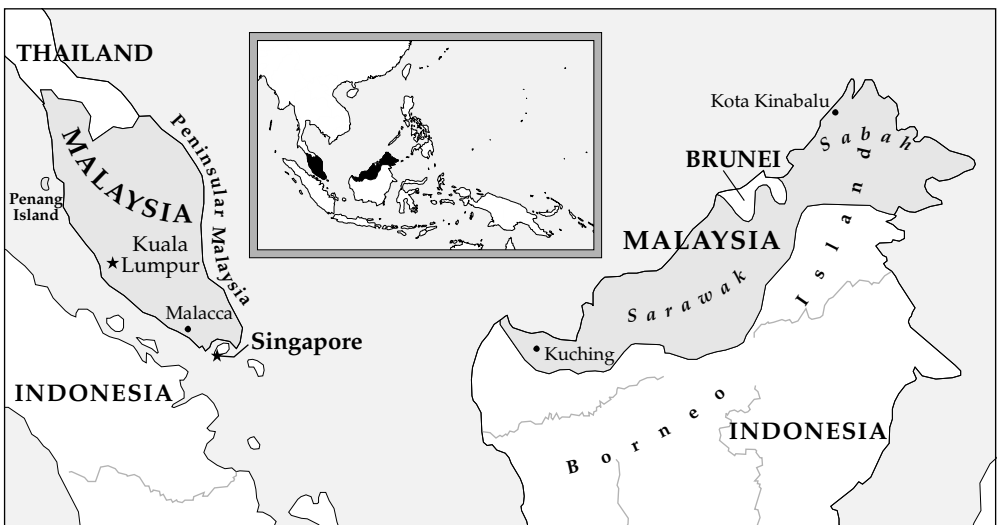 THAILAND
MALAYSIA
Peninsular Malaysia
Penang
Island
Kuala
Lumpur
Malacca
Singapore
INDONESIA
Kota Kinabalu
Sabah
BRUNEI
MALAYSIA
Sarawak
Kuching
Borneo
Island
INDONESIA